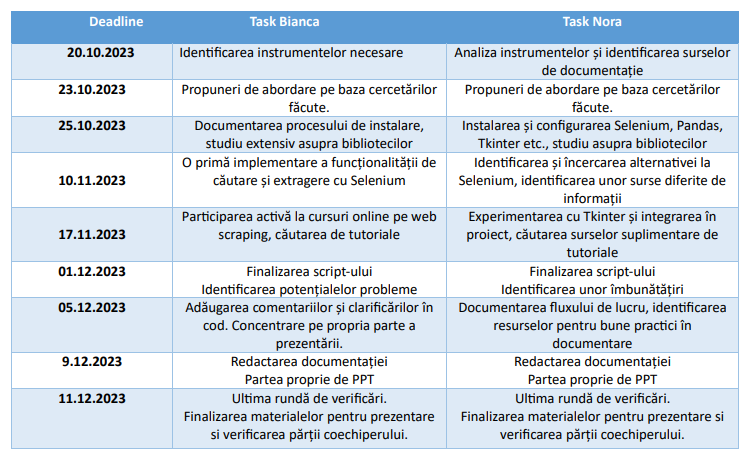 Deadline Task Bianca Task Nora
20.10.2023 Identificarea instrumentelor necesare Analiza instrumentelor și identificarea surselor
de documentație
23.10.2023 Propuneri de abordare pe baza cercetărilor Propuneri de abordare pe baza cercetărilor
făcute. făcute.
25.10.2023 Documentarea procesului de instalare, Instalarea și configurarea Selenium, Pandas,
studiu extensiv asupra bibliotecilor Tkinter etc., studiu asupra bibliotecilor
O primă implementare a funcționalității de Identificarea și încercarea alternativei la
10.11.2023 căutare și extragere cu Selenium Selenium, identificarea unor surse diferite de
informații
Participarea activă la cursuri online pe web Experimentarea cu Tkinter și integrarea în
17.11.2023 scraping, căutarea de tutoriale proiect, căutarea surselor suplimentare de
tutoriale
01.12.2023 Finalizarea script-ului Finalizarea script-ului
Identificarea potențialelor probleme Identificarea unor îmbunătățiri
05.12.2023 Adăugarea comentariilor și clarificărilor în Documentarea fluxului de lucru, identificarea
cod. Concentrare pe propria parte a resurselor pentru bune practici în
prezentării. documentare
9.12.2023 Redactarea documentației Redactarea documentației
Partea proprie de PPT Partea proprie de PPT
11.12.2023 Ultima rundă de verificări. Ultima rundă de verificări.
Finalizarea materialelor pentru prezentare Finalizarea materialelor pentru prezentare si
si verificarea părții coechiperului. verificarea părții coechiperului.